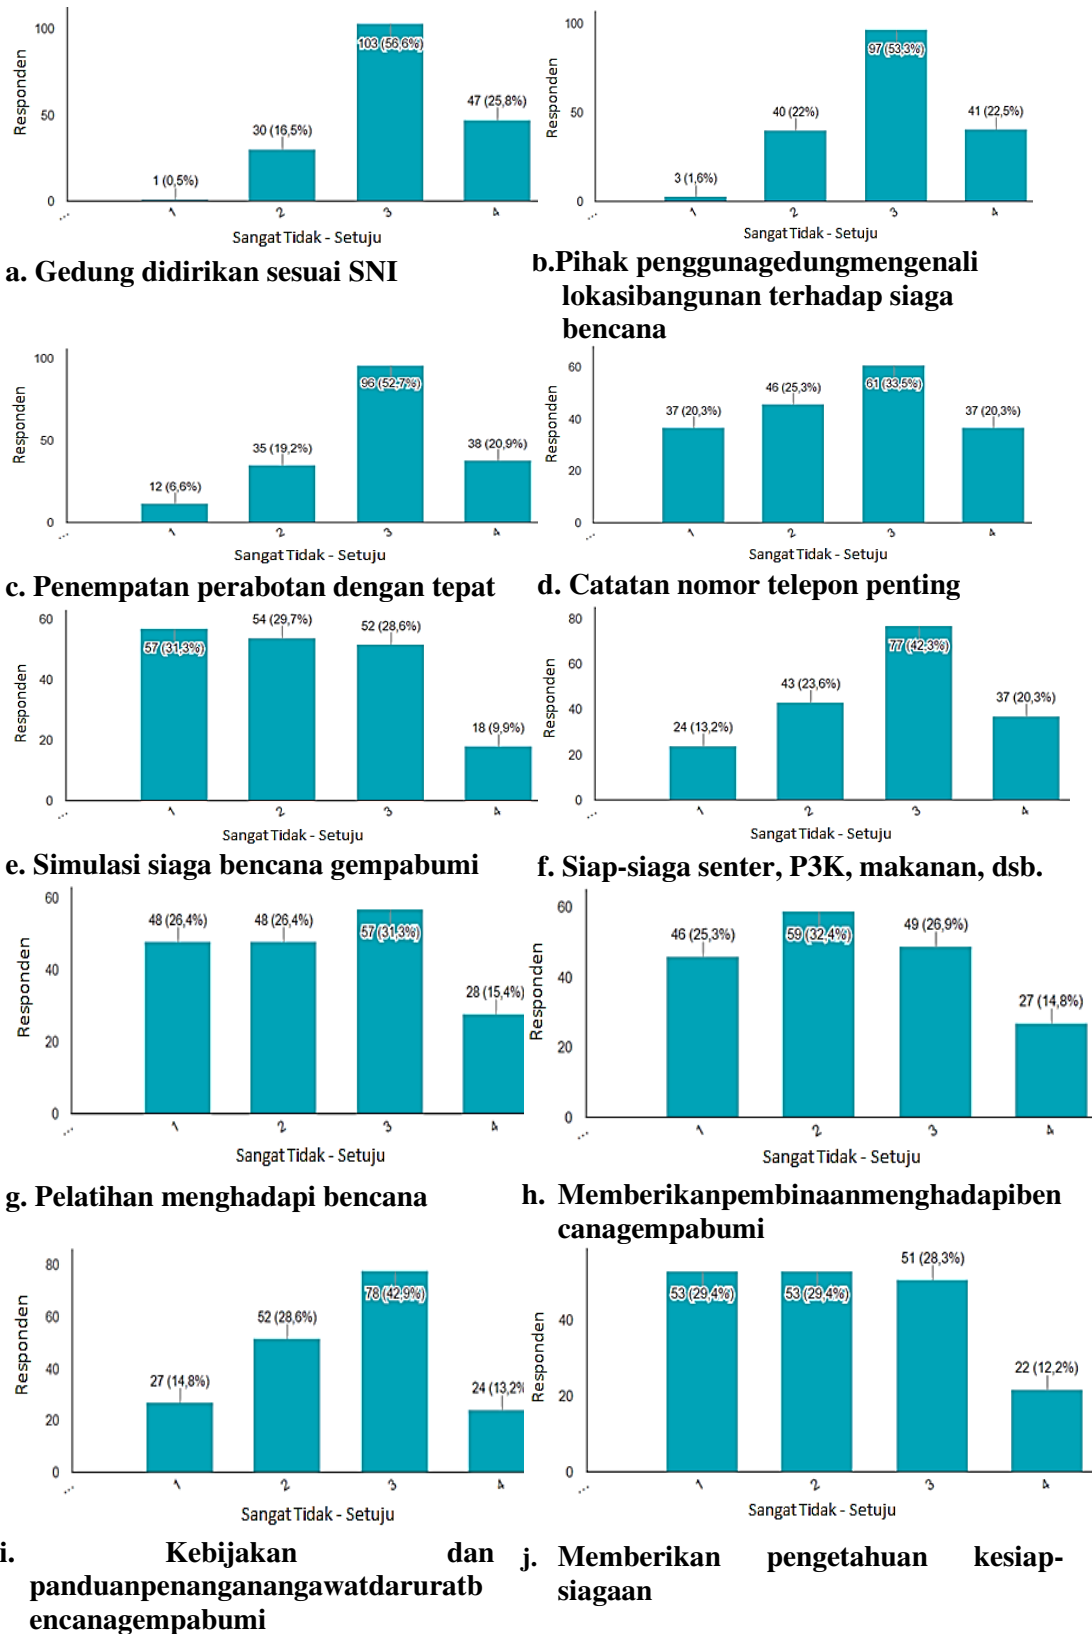 100
50
0
Responden
1 (0,5%)
30 (16,5%)
103 (56,6%)
47 (25,8%)
... 1 2 3 4
Sangat Tidak - Setuju
a. Gedung didirikan sesuai SNI
100
50
0
Responden
3 (1,6%)
40 (22%)
97 (53,3%)
41 (22,5%)
... 1 2 3 4
Sangat Tidak - Setuju
b.Pihak penggunagedungmengenali
lokasibangunan terhadap siaga
bencana
100
50
0
Responden
12 (6,6%)
35 (19,2%)
96 (52,7%)
38 (20,9%)
... 1 2 3 4
Sangat Tidak - Setuju
c. Penempatan perabotan dengan tepat
60
40
20
0
Responden
37 (20,3%)
46 (25,3%)
61 (33,5%)
37 (20,3%)
... 1 2 3 4
Sangat Tidak - Setuju
d. Catatan nomor telepon penting
60
40
20
0
Responden
57 (31,3%)
54 (29,7%)
52 (28,6%)
18 (9,9%)
... 1 2 3 4
Sangat Tidak - Setuju
e. Simulasi siaga bencana gempabumi
80
60
40
20
0
Responden
24 (13,2%)
43 (23,6%)
77 (42,3%)
37 (20,3%)
... 1 2 3 4
Sangat Tidak - Setuju
f. Siap-siaga senter, P3K, makanan, dsb.
60
40
20
0
Responden
48 (26,4%)
48 (26,4%)
57 (31,3%)
28 (15,4%)
... 1 2 3 4
Sangat Tidak - Setuju
g. Pelatihan menghadapi bencana
60
40
20
0
Responden
46 (25,3%)
59 (32,4%)
49 (26,9%)
27 (14,8%)
... 1 2 3 4
Sangat Tidak - Setuju
h. Memberikanpembinaanmenghadapiben
canagempabumi
80
60
40
20
0
Responden
27 (14,8%)
52 (28,6%)
78 (42,9%)
24 (13,2%
... 1 2 3 4
Sangat Tidak - Setuju
i. Kebijakan dan
panduanpenanganangawatdaruratb
encanagempabumi
40
20
0
Responden
53 (29,4%)
53 (29,4%)
51 (28,3%)
22 (12,2%)
... 1 2 3 4
Sangat Tidak - Setuju
j. Memberikan pengetahuan kesiap-
siagaan